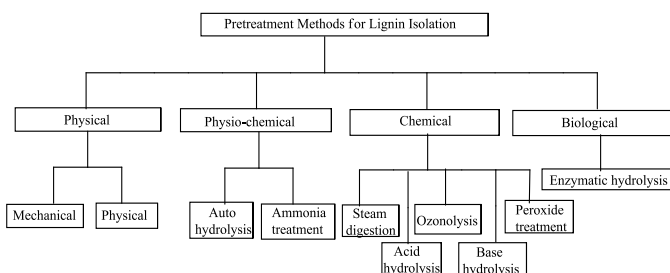 Pretreatment Methods for Lignin Isolation
Physical
Physio-chemical
Chemical
Biological
Mechanical
Physical
Auto
hydrolysis
Ammonia
treatment
Steam
digestion
Acid
hydrolysis
Ozonolysis
Base
hydrolysis
Peroxide
treatment
Enzymatic hydrolysis